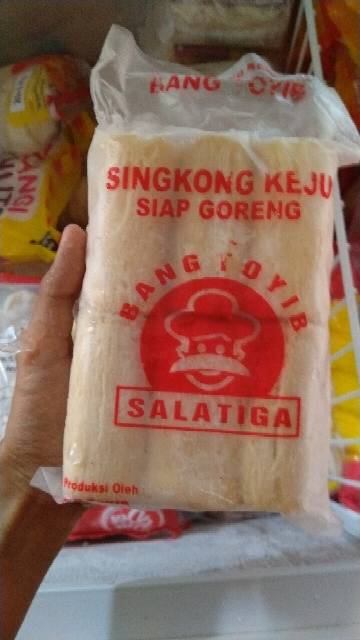 BANG TOYIB
SINGKONG KEJU
SIAP GORENG
BANG TOYIB
SALATIGA
Produksi Oleh